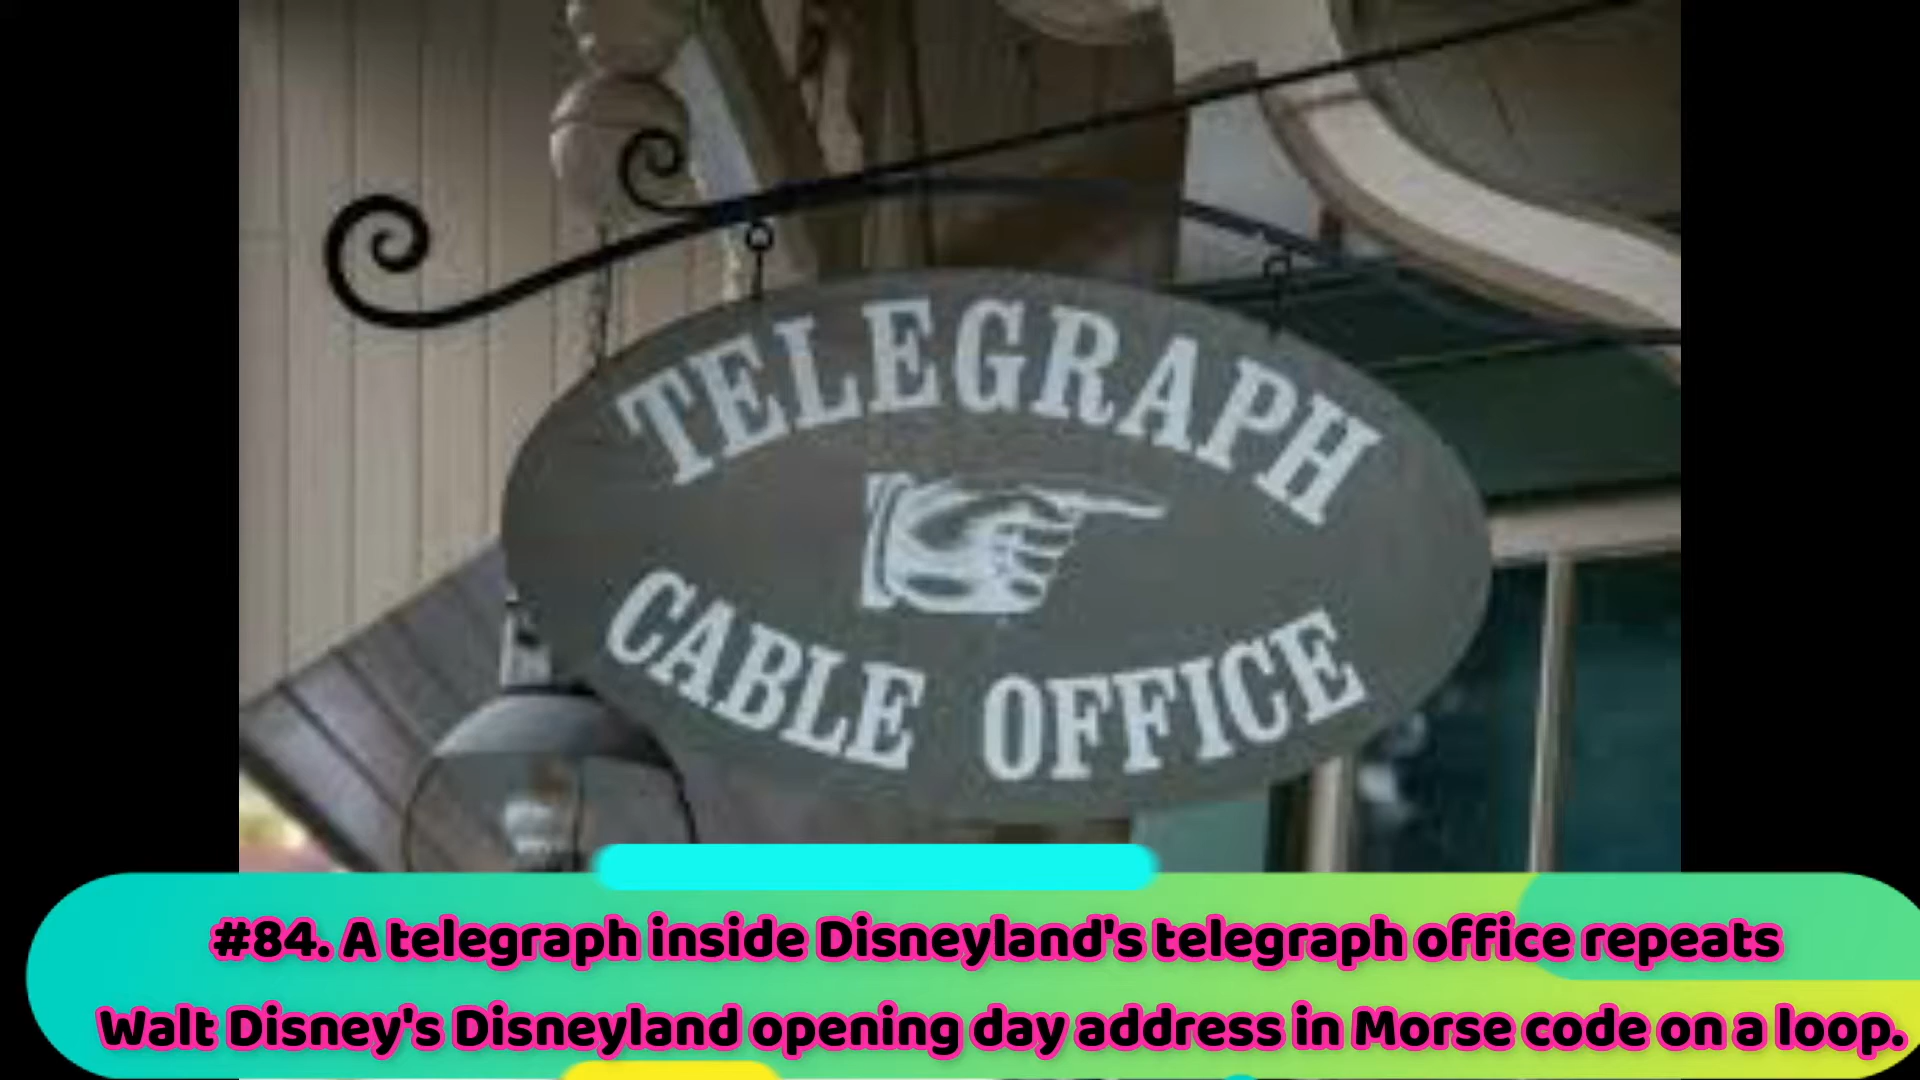 TELEGRAPH
CABLE OFFICE
#84. A telegraph inside Disneyland's telegraph office repeats
Walt Disney's Disneyland opening day address in Morse code on a loop.